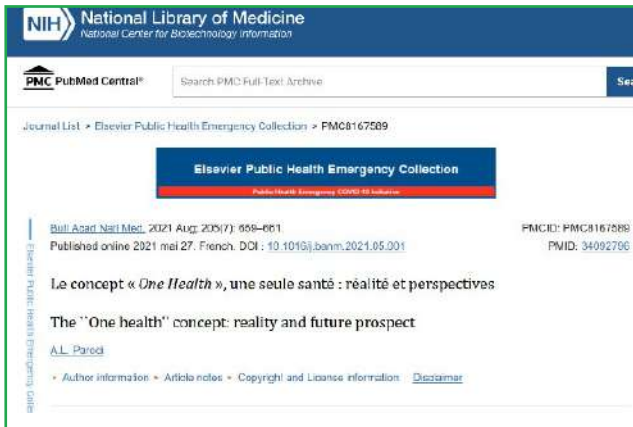 NIH National Library of Medicine
National Center for Biotechnology Information
PMC PubMed Central®
Search PMC Full-Text Archive
Sea
Journal List > Elsevier Public Health Emergency Collection > PMC8167589
Elsevier Public Health Emergency Collection
Public Health Emergency COVID-19 Initiative
Bull Acad Natl Med. 2021 Aug; 205(7): 659–661.
PMCID: PMC8167589
Published online 2021 mai 27. French. DOI : 10.1016/j.banm.2021.05.001
PMID: 34092796
Le concept « One Health », une seule santé : réalité et perspectives
The ``One health'' concept: reality and future prospect
A.L. Parodi
▸ Author information ▸ Article notes ▸ Copyright and License information Disclaimer
Elsevier Public Health Emergency Collec